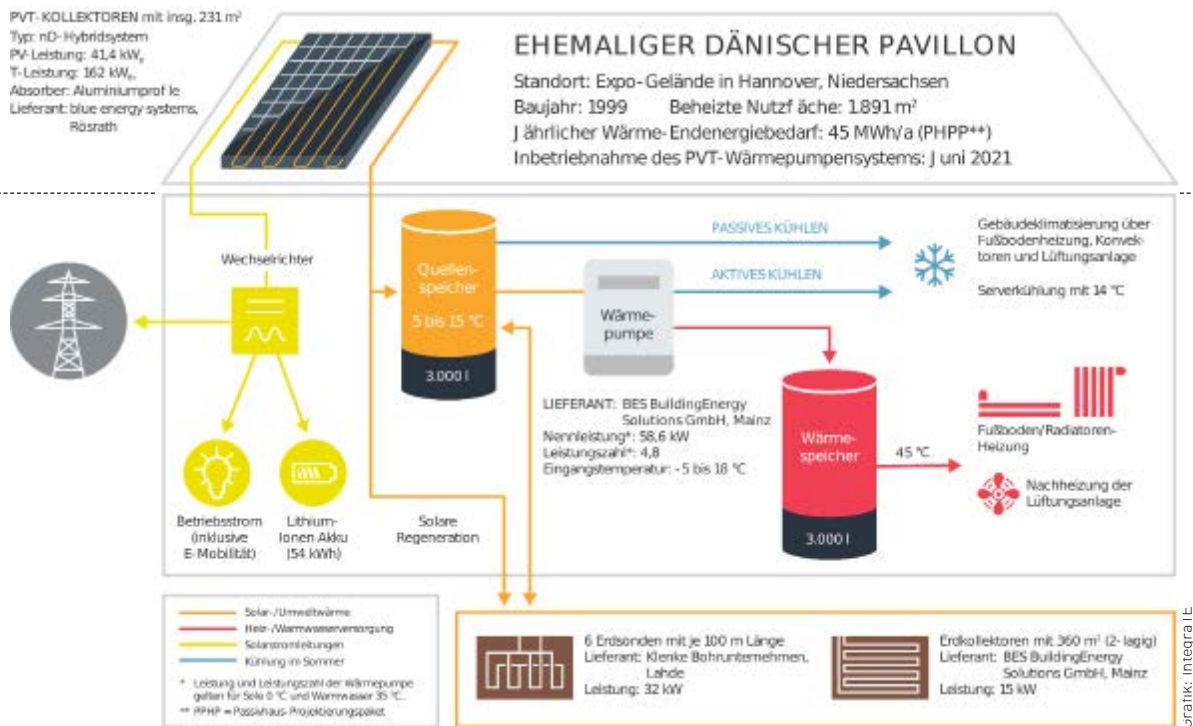 PVT-KOLLEKTOREN mit insg. 231 m²
Typ: nD-Hybridsystem
PV-Leistung: 41,4 kWₚ
T-Leistung: 162 kWₚ,
Absorber: Aluminiumprof le
Lieferant: blue energy systems,
Rösrath
EHEMALIGER DÄNISCHER PAVILLON
Standort: Expo-Gelände in Hannover, Niedersachsen
Baujahr: 1999 Beheizte Nutzf äche: 1.891 m²
Jährlicher Wärme-Endenergiebedarf: 45 MWh/a (PHPP**)
Inbetriebnahme des PVT-Wärmepumpensystems: Juni 2021
Wechselrichter
Betriebsstrom
(inklusive
E-Mobilität)
Lithium-
Ionen Akku
(54 kWh)
Solare
Regeneration
Quellen-
speicher
5 bis 15 °C
3.000 l
PASSIVES KÜHLEN
AKTIVES KÜHLEN
Wärme-
pumpe
LIEFERANT: BES BuildingEnergy
Solutions GmbH, Mainz
Nennleistung*: 58,6 kW
Leistungszahl*: 4,8
Eingangstemperatur: -5 bis 18 °C
Wärme-
speicher
3.000 l
45 °C
Gebäudeklimatisierung über
Fußbodenheizung, Konvek-
toren und Lüftungsanlage
Serverkühlung mit 14 °C
Fußboden/Radiatoren-
Heizung
Nachheizung der
Lüftungsanlage
Solar-/Umweltwärme
Heiz-/Warmwasserversorgung
Solarstromleitungen
Kühlung im Sommer
* Leistung und Leistungszahl der Wärmepumpe
gelten für Sole 0 °C und Warmwasser 35 °C.
** PPHP = Passivhaus-Projektierungspaket
6 Erdsonden mit je 100 m Länge
Lieferant: Klenke Bohrunternehmen,
Lahde
Leistung: 32 kW
Erdkollektoren mit 360 m² (2-lagig)
Lieferant: BES BuildingEnergy
Solutions GmbH, Mainz
Leistung: 15 kW
Grafik: IntegraTE